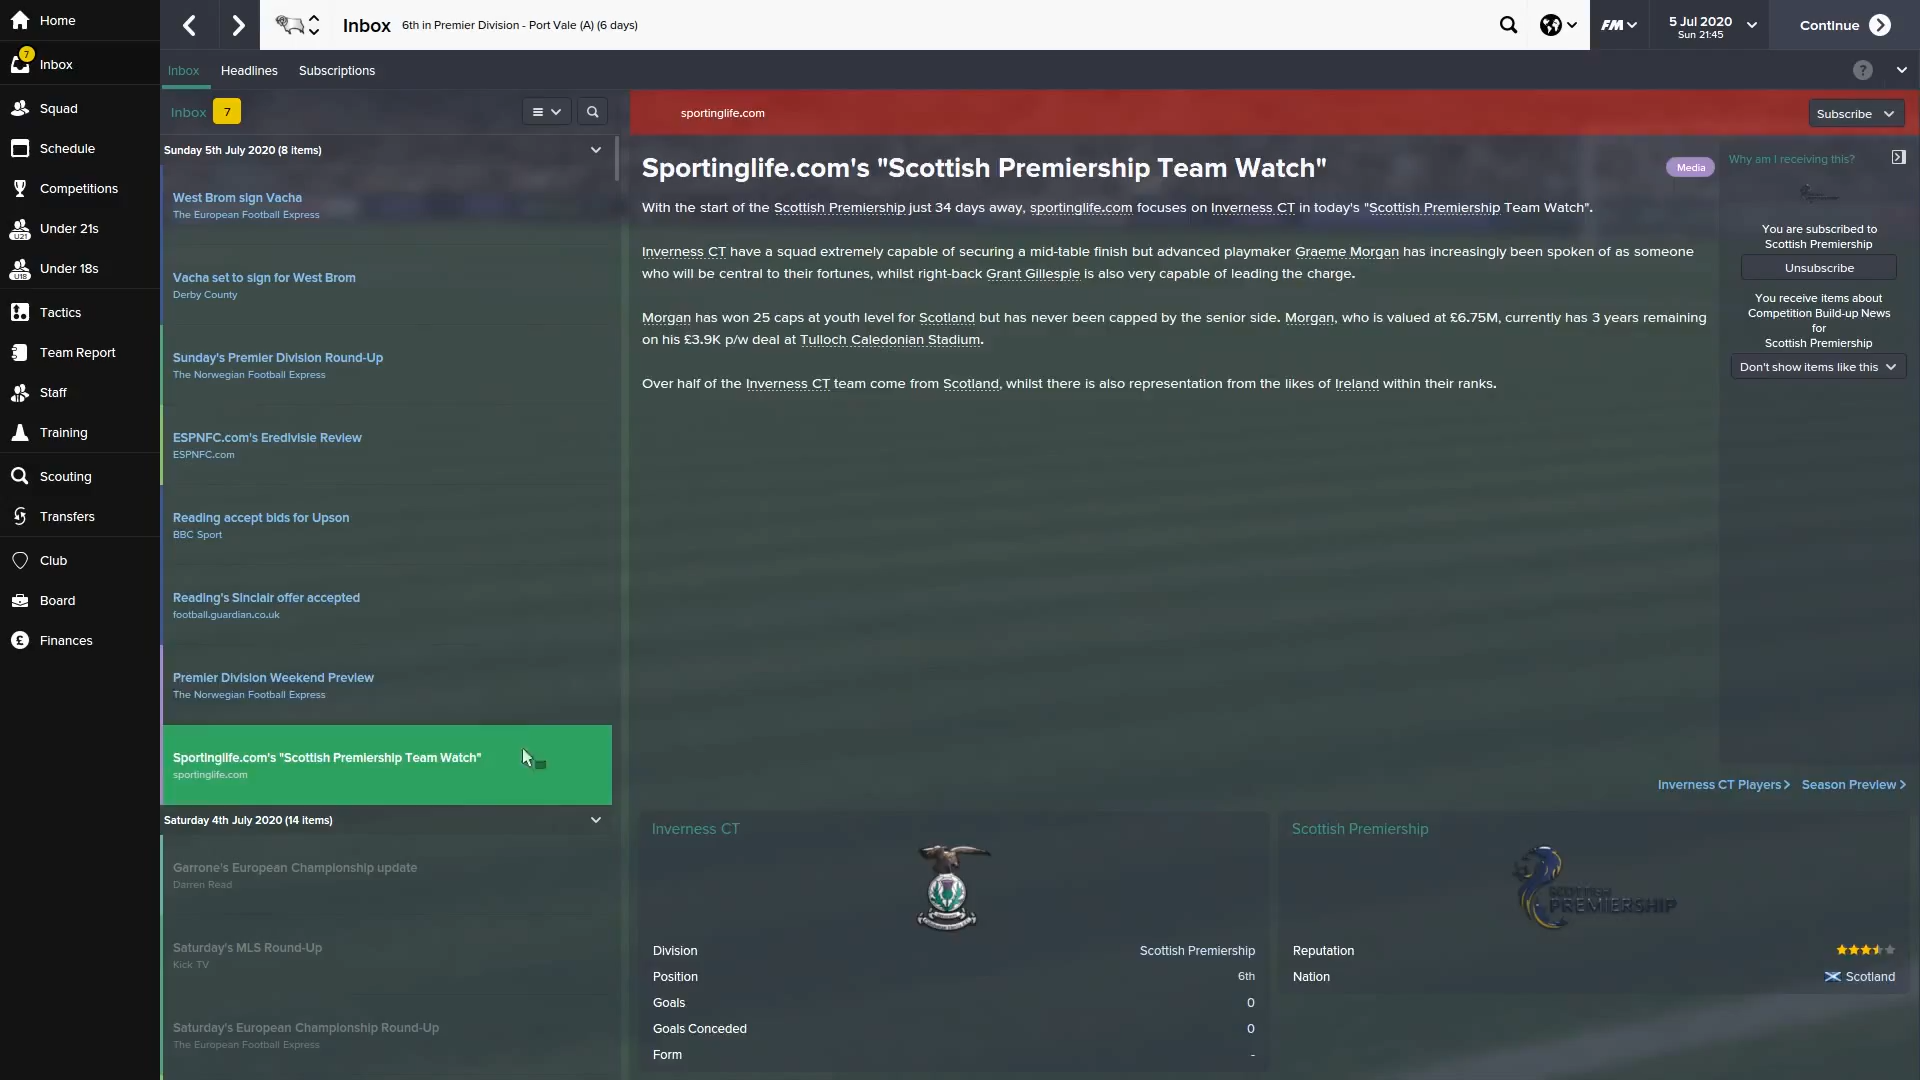 Home
Inbox
7
Squad
Schedule
Competitions
Under 21s
U21
Under 18s
U18
Tactics
Team Report
Staff
Training
Scouting
Transfers
Club
Board
Finances
Inbox
6th in Premier Division - Port Vale (A) (6 days)
FM
5 Jul 2020
Sun 21:45
Continue
Inbox
Headlines
Subscriptions
?
Inbox 7
Sunday 5th July 2020 (8 items)
West Brom sign Vacha
The European Football Express
Vacha set to sign for West Brom
Derby County
Sunday's Premier Division Round-Up
The Norwegian Football Express
ESPNFC.com's Eredivisie Review
ESPNFC.com
Reading accept bids for Upson
BBC Sport
Reading's Sinclair offer accepted
football.guardian.co.uk
Premier Division Weekend Preview
The Norwegian Football Express
Sportinglife.com's "Scottish Premiership Team Watch"
sportinglife.com
Saturday 4th July 2020 (14 items)
Garrone's European Championship update
Darren Read
Saturday's MLS Round-Up
Kick TV
Saturday's European Championship Round-Up
The European Football Express
sportinglife.com
Subscribe
Sportinglife.com's "Scottish Premiership Team Watch"
Media
With the start of the Scottish Premiership just 34 days away, sportinglife.com focuses on Inverness CT in today's "Scottish Premiership Team Watch".
Inverness CT have a squad extremely capable of securing a mid-table finish but advanced playmaker Graeme Morgan has increasingly been spoken of as someone
who will be central to their fortunes, whilst right-back Grant Gillespie is also very capable of leading the charge.
Morgan has won 25 caps at youth level for Scotland but has never been capped by the senior side. Morgan, who is valued at £6.75M, currently has 3 years remaining
on his £3.9K p/w deal at Tulloch Caledonian Stadium.
Over half of the Inverness CT team come from Scotland, whilst there is also representation from the likes of Ireland within their ranks.
Why am I receiving this?
You are subscribed to
Scottish Premiership
Unsubscribe
You receive items about
Competition Build-up News
for
Scottish Premiership
Don't show items like this
Inverness CT Players
Season Preview
Inverness CT
Division Scottish Premiership
Position 6th
Goals 0
Goals Conceded 0
Form -
Scottish Premiership
SCOTTISH
PREMIERSHIP
Reputation
Nation Scotland